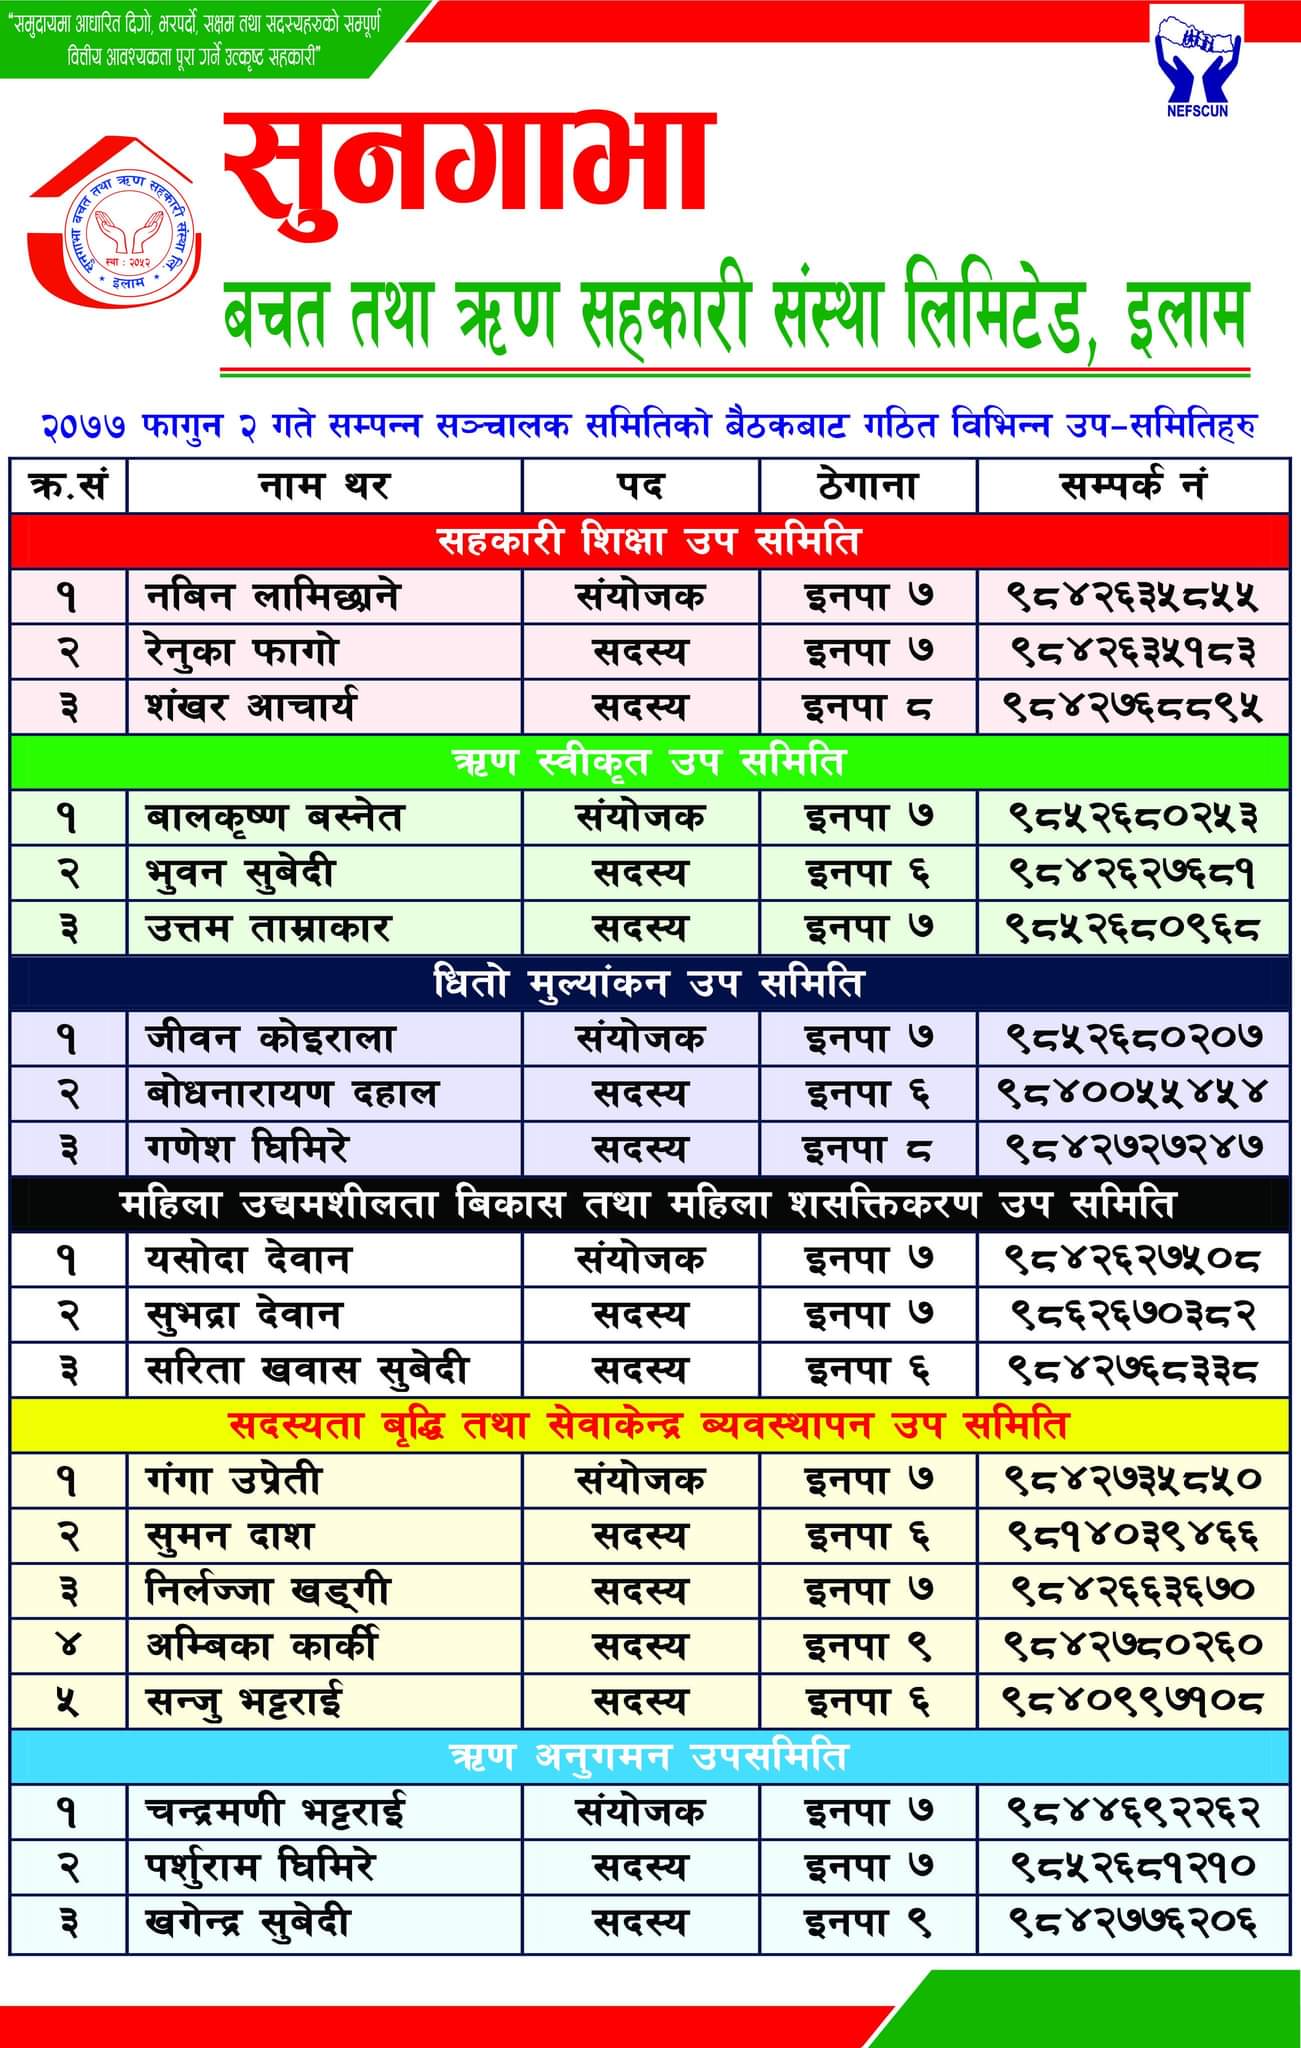 “समुदायमा आधारित दिगो, भरपर्दो, सक्षम तथा सदस्यहरुको सम्पूर्ण
वित्तीय आवश्यकता पूरा गर्ने उत्कृष्ट सहकारी”
NEFSCUN
सुनगाभा
सुनगाभा बचत तथा ऋण सहकारी संस्था लि.
स्था : २०५२
* इलाम *
बचत तथा ऋण सहकारी संस्था लिमिटेड, इलाम
२०७७ फागुन २ गते सम्पन्न सञ्चालक समितिको बैठकबाट गठित विभिन्न उप-समितिहरु
क्र.सं नाम थर पद ठेगाना सम्पर्क नं
सहकारी शिक्षा उप समिति
१ नबिन लामिछाने संयोजक इनपा ७ ९८४२६३५८५५
२ रेनुका फागो सदस्य इनपा ७ ९८४२६३५१८३
३ शंखर आचार्य सदस्य इनपा ८ ९८४२७६८८९५
ऋण स्वीकृत उप समिति
१ बालकृष्ण बस्नेत संयोजक इनपा ७ ९८५२६८०२५३
२ भुवन सुबेदी सदस्य इनपा ६ ९८४२६२७६८१
३ उत्तम ताम्राकार सदस्य इनपा ७ ९८५२६८०९६८
धितो मुल्यांकन उप समिति
१ जीवन कोइराला संयोजक इनपा ७ ९८५२६८०२०७
२ बोधनारायण दहाल सदस्य इनपा ६ ९८४००५५४५४
३ गणेश घिमिरे सदस्य इनपा ८ ९८४२७२७२४७
महिला उद्यमशीलता बिकास तथा महिला शसक्तिकरण उप समिति
१ यसोदा देवान संयोजक इनपा ७ ९८४२६२७५०८
२ सुभद्रा देवान सदस्य इनपा ७ ९८६२६७०३८२
३ सरिता खवास सुबेदी सदस्य इनपा ६ ९८४२७६८३३८
सदस्यता बृद्धि तथा सेवाकेन्द्र ब्यवस्थापन उप समिति
१ गंगा उप्रेती संयोजक इनपा ७ ९८४२७३५८५०
२ सुमन दाश सदस्य इनपा ६ ९८१४०३९४६६
३ निर्लज्जा खड्गी सदस्य इनपा ७ ९८४२६६३६७०
४ अम्बिका कार्की सदस्य इनपा ९ ९८४२७८०२६०
५ सन्जु भट्टराई सदस्य इनपा ६ ९८४०९९७१०८
ऋण अनुगमन उपसमिति
१ चन्द्रमणी भट्टराई संयोजक इनपा ७ ९८४४६९२२६२
२ पर्शुराम घिमिरे सदस्य इनपा ७ ९८५२६८१२१०
३ खगेन्द्र सुबेदी सदस्य इनपा ९ ९८४२७७६२०६